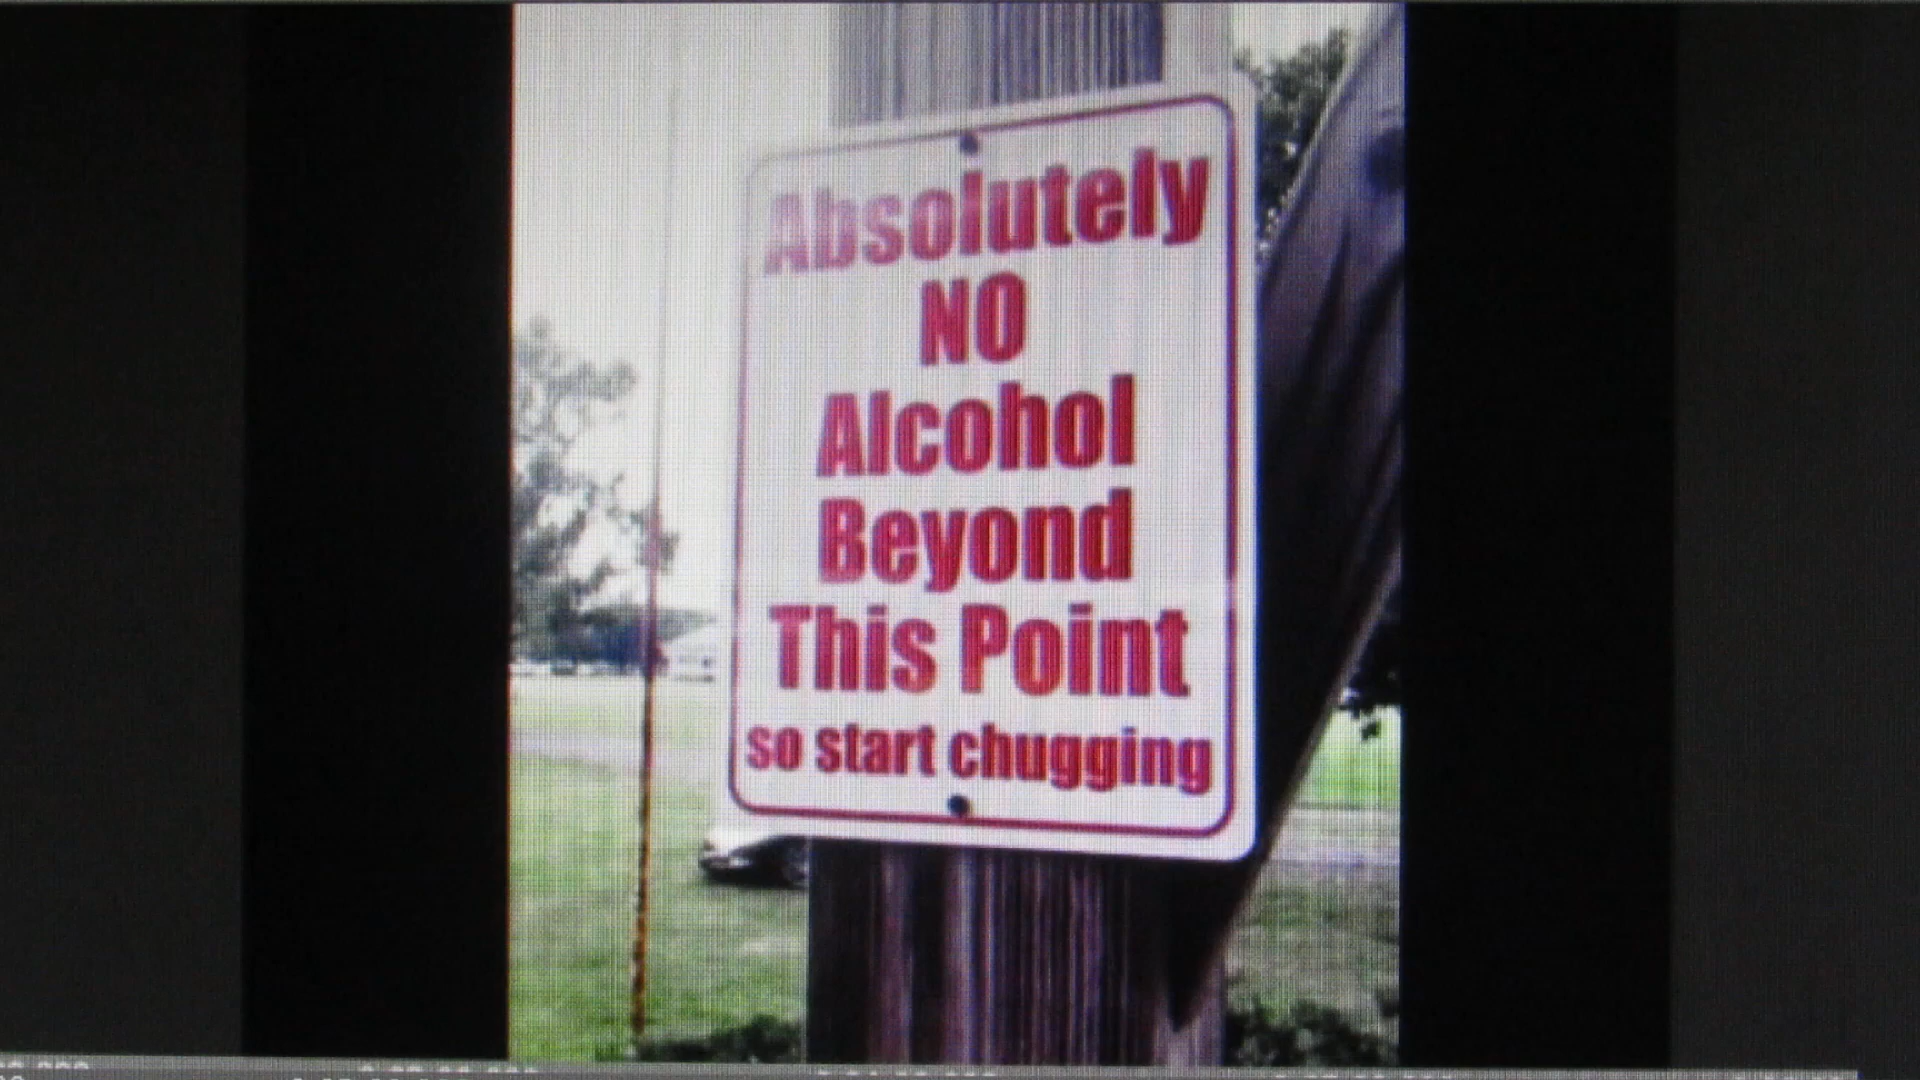 Absolutely
NO
Alcohol
Beyond
This Point
so start chugging